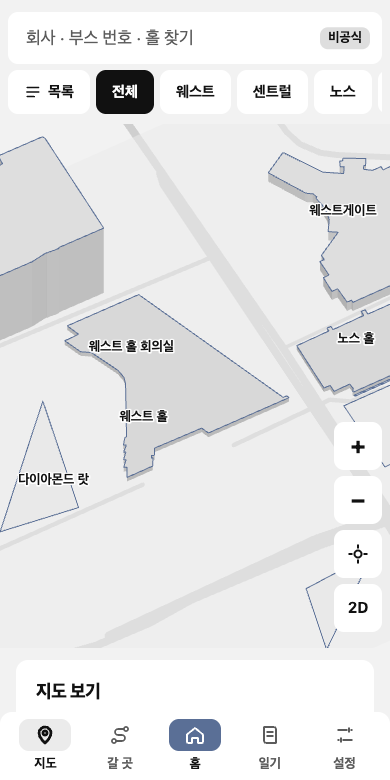 회사 · 부스 번호 · 홀 찾기
비공식
목록
전체
웨스트
센트럴
노스
웨스트게이트
노스 홀
웨스트 홀 회의실
웨스트 홀
다이아몬드 랏
+
−
2D
지도 보기
지도
갈 곳
홈
일기
설정